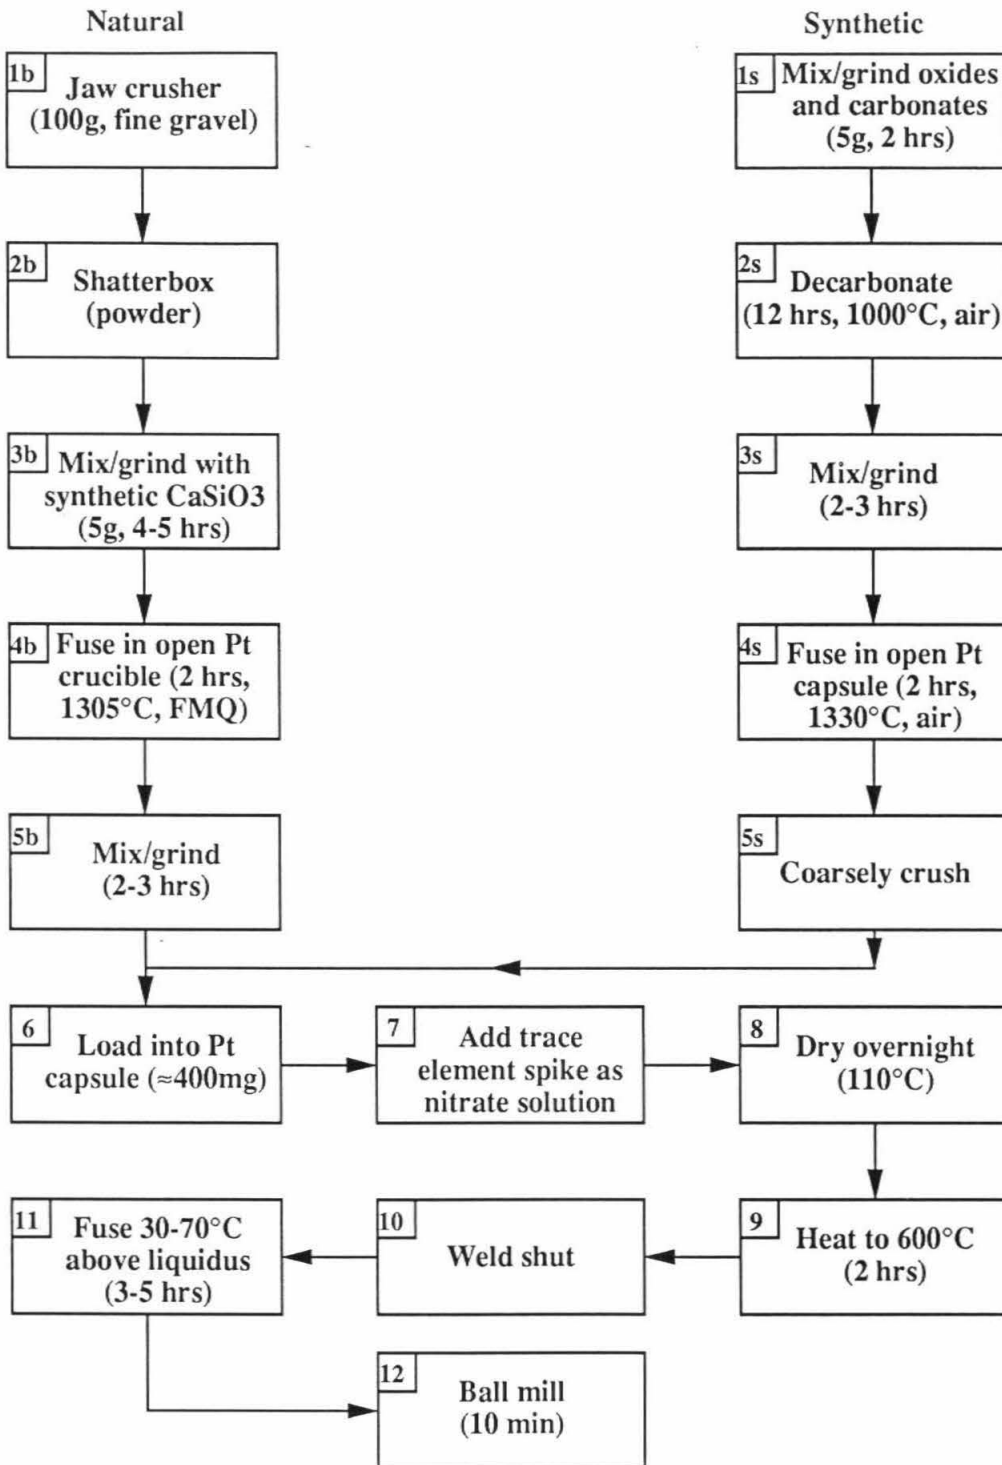 Natural
1b
Jaw crusher
(100g, fine gravel)
2b
Shatterbox
(powder)
3b
Mix/grind with
synthetic CaSiO3
(5g, 4-5 hrs)
4b
Fuse in open Pt
crucible (2 hrs,
1305°C, FMQ)
5b
Mix/grind
(2-3 hrs)
Synthetic
1s
Mix/grind oxides
and carbonates
(5g, 2 hrs)
2s
Decarbonate
(12 hrs, 1000°C, air)
3s
Mix/grind
(2-3 hrs)
4s
Fuse in open Pt
capsule (2 hrs,
1330°C, air)
5s
Coarsely crush
6
Load into Pt
capsule (≈400mg)
7
Add trace
element spike as
nitrate solution
8
Dry overnight
(110°C)
9
Heat to 600°C
(2 hrs)
10
Weld shut
11
Fuse 30-70°C
above liquidus
(3-5 hrs)
12
Ball mill
(10 min)